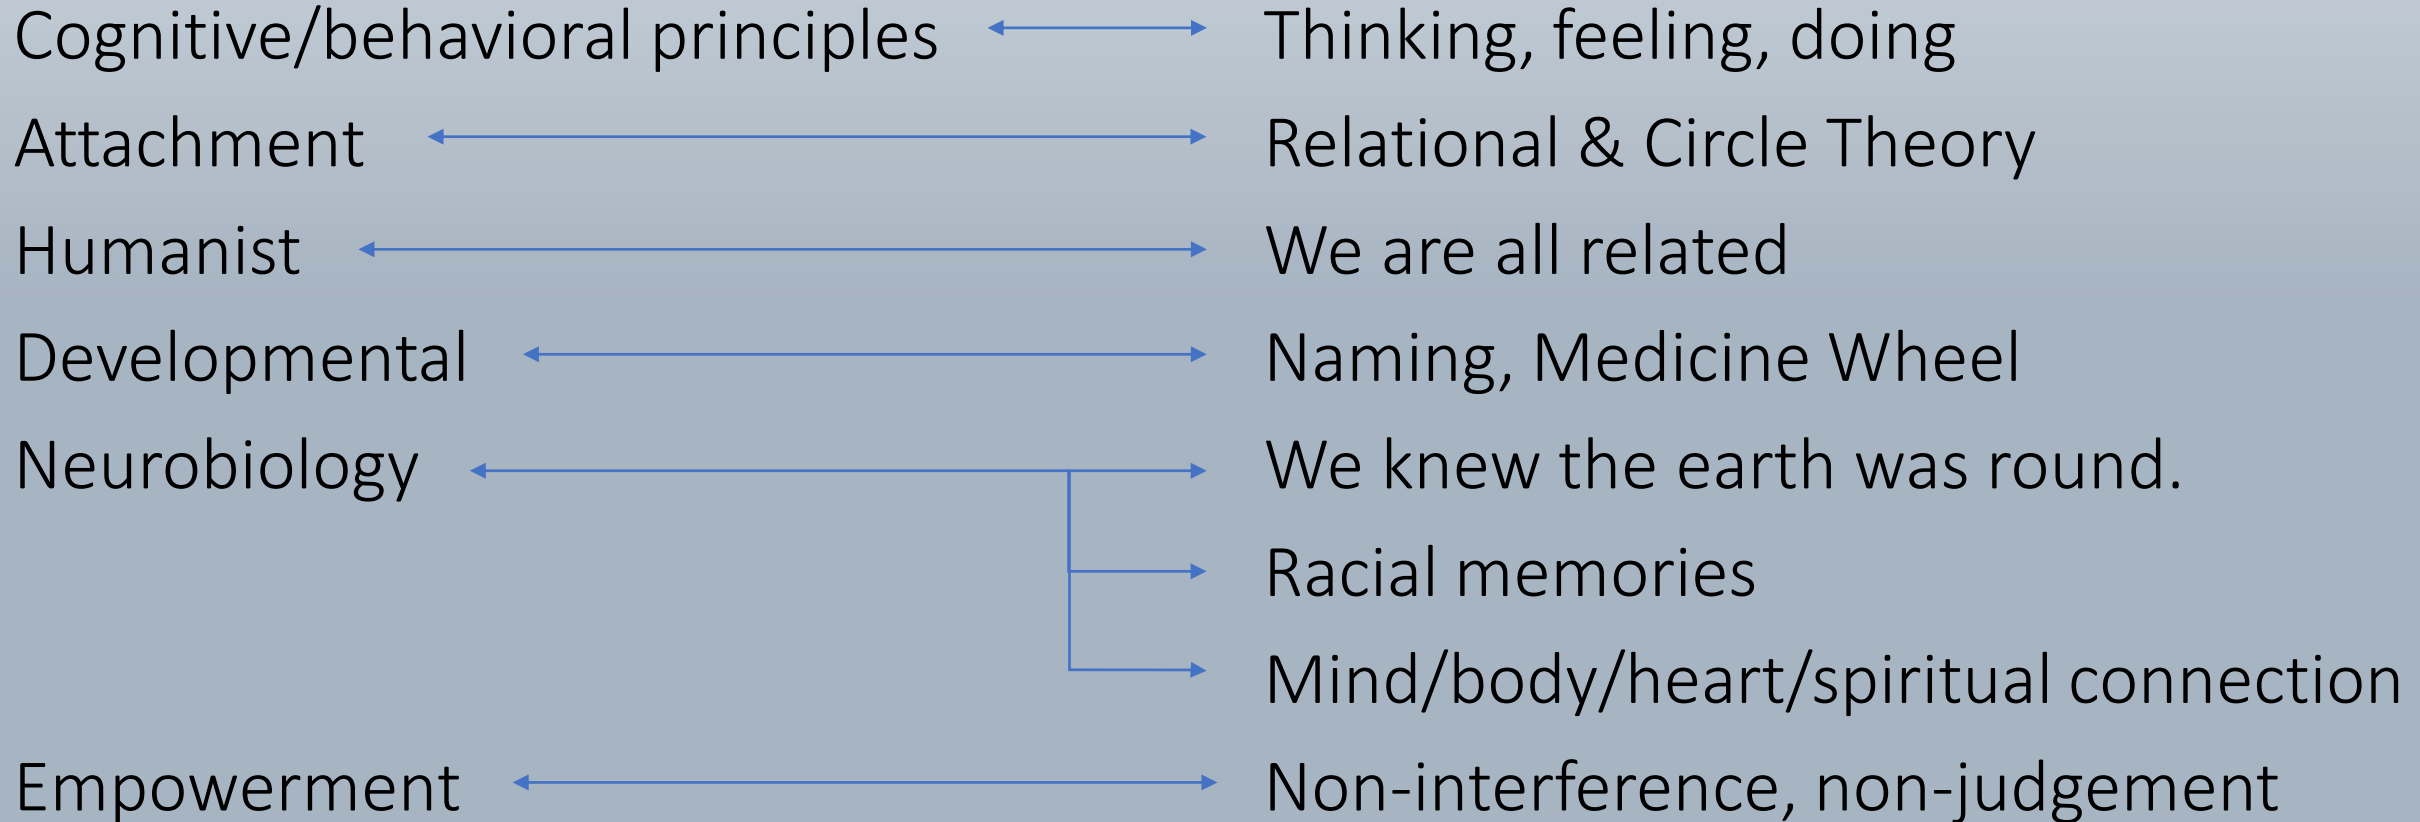 Cognitive/behavioral principles Thinking, feeling, doing
Attachment Relational & Circle Theory
Humanist We are all related
Developmental Naming, Medicine Wheel
Neurobiology We knew the earth was round.
Racial memories
Mind/body/heart/spiritual connection
Empowerment Non-interference, non-judgement